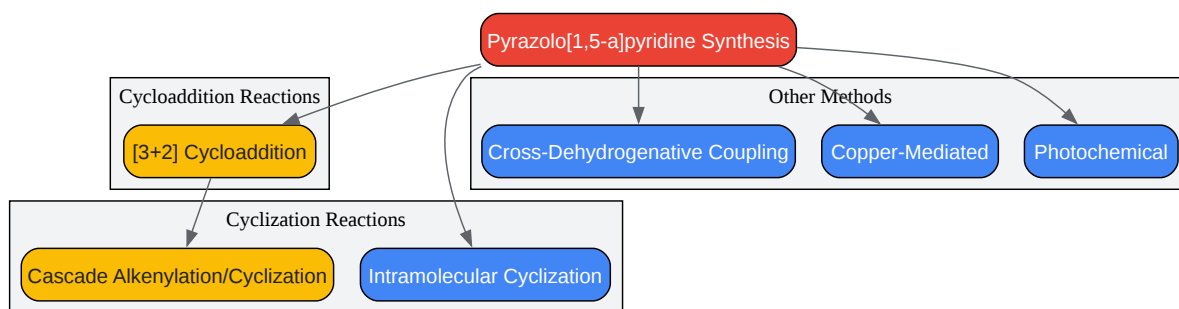 Pyrazolo[1,5-a]pyridine Synthesis
Cycloaddition Reactions
Other Methods
[3+2] Cycloaddition
Cross-Dehydrogenative Coupling
Copper-Mediated
Photochemical
Cyclization Reactions
Cascade Alkenylation/Cyclization
Intramolecular Cyclization